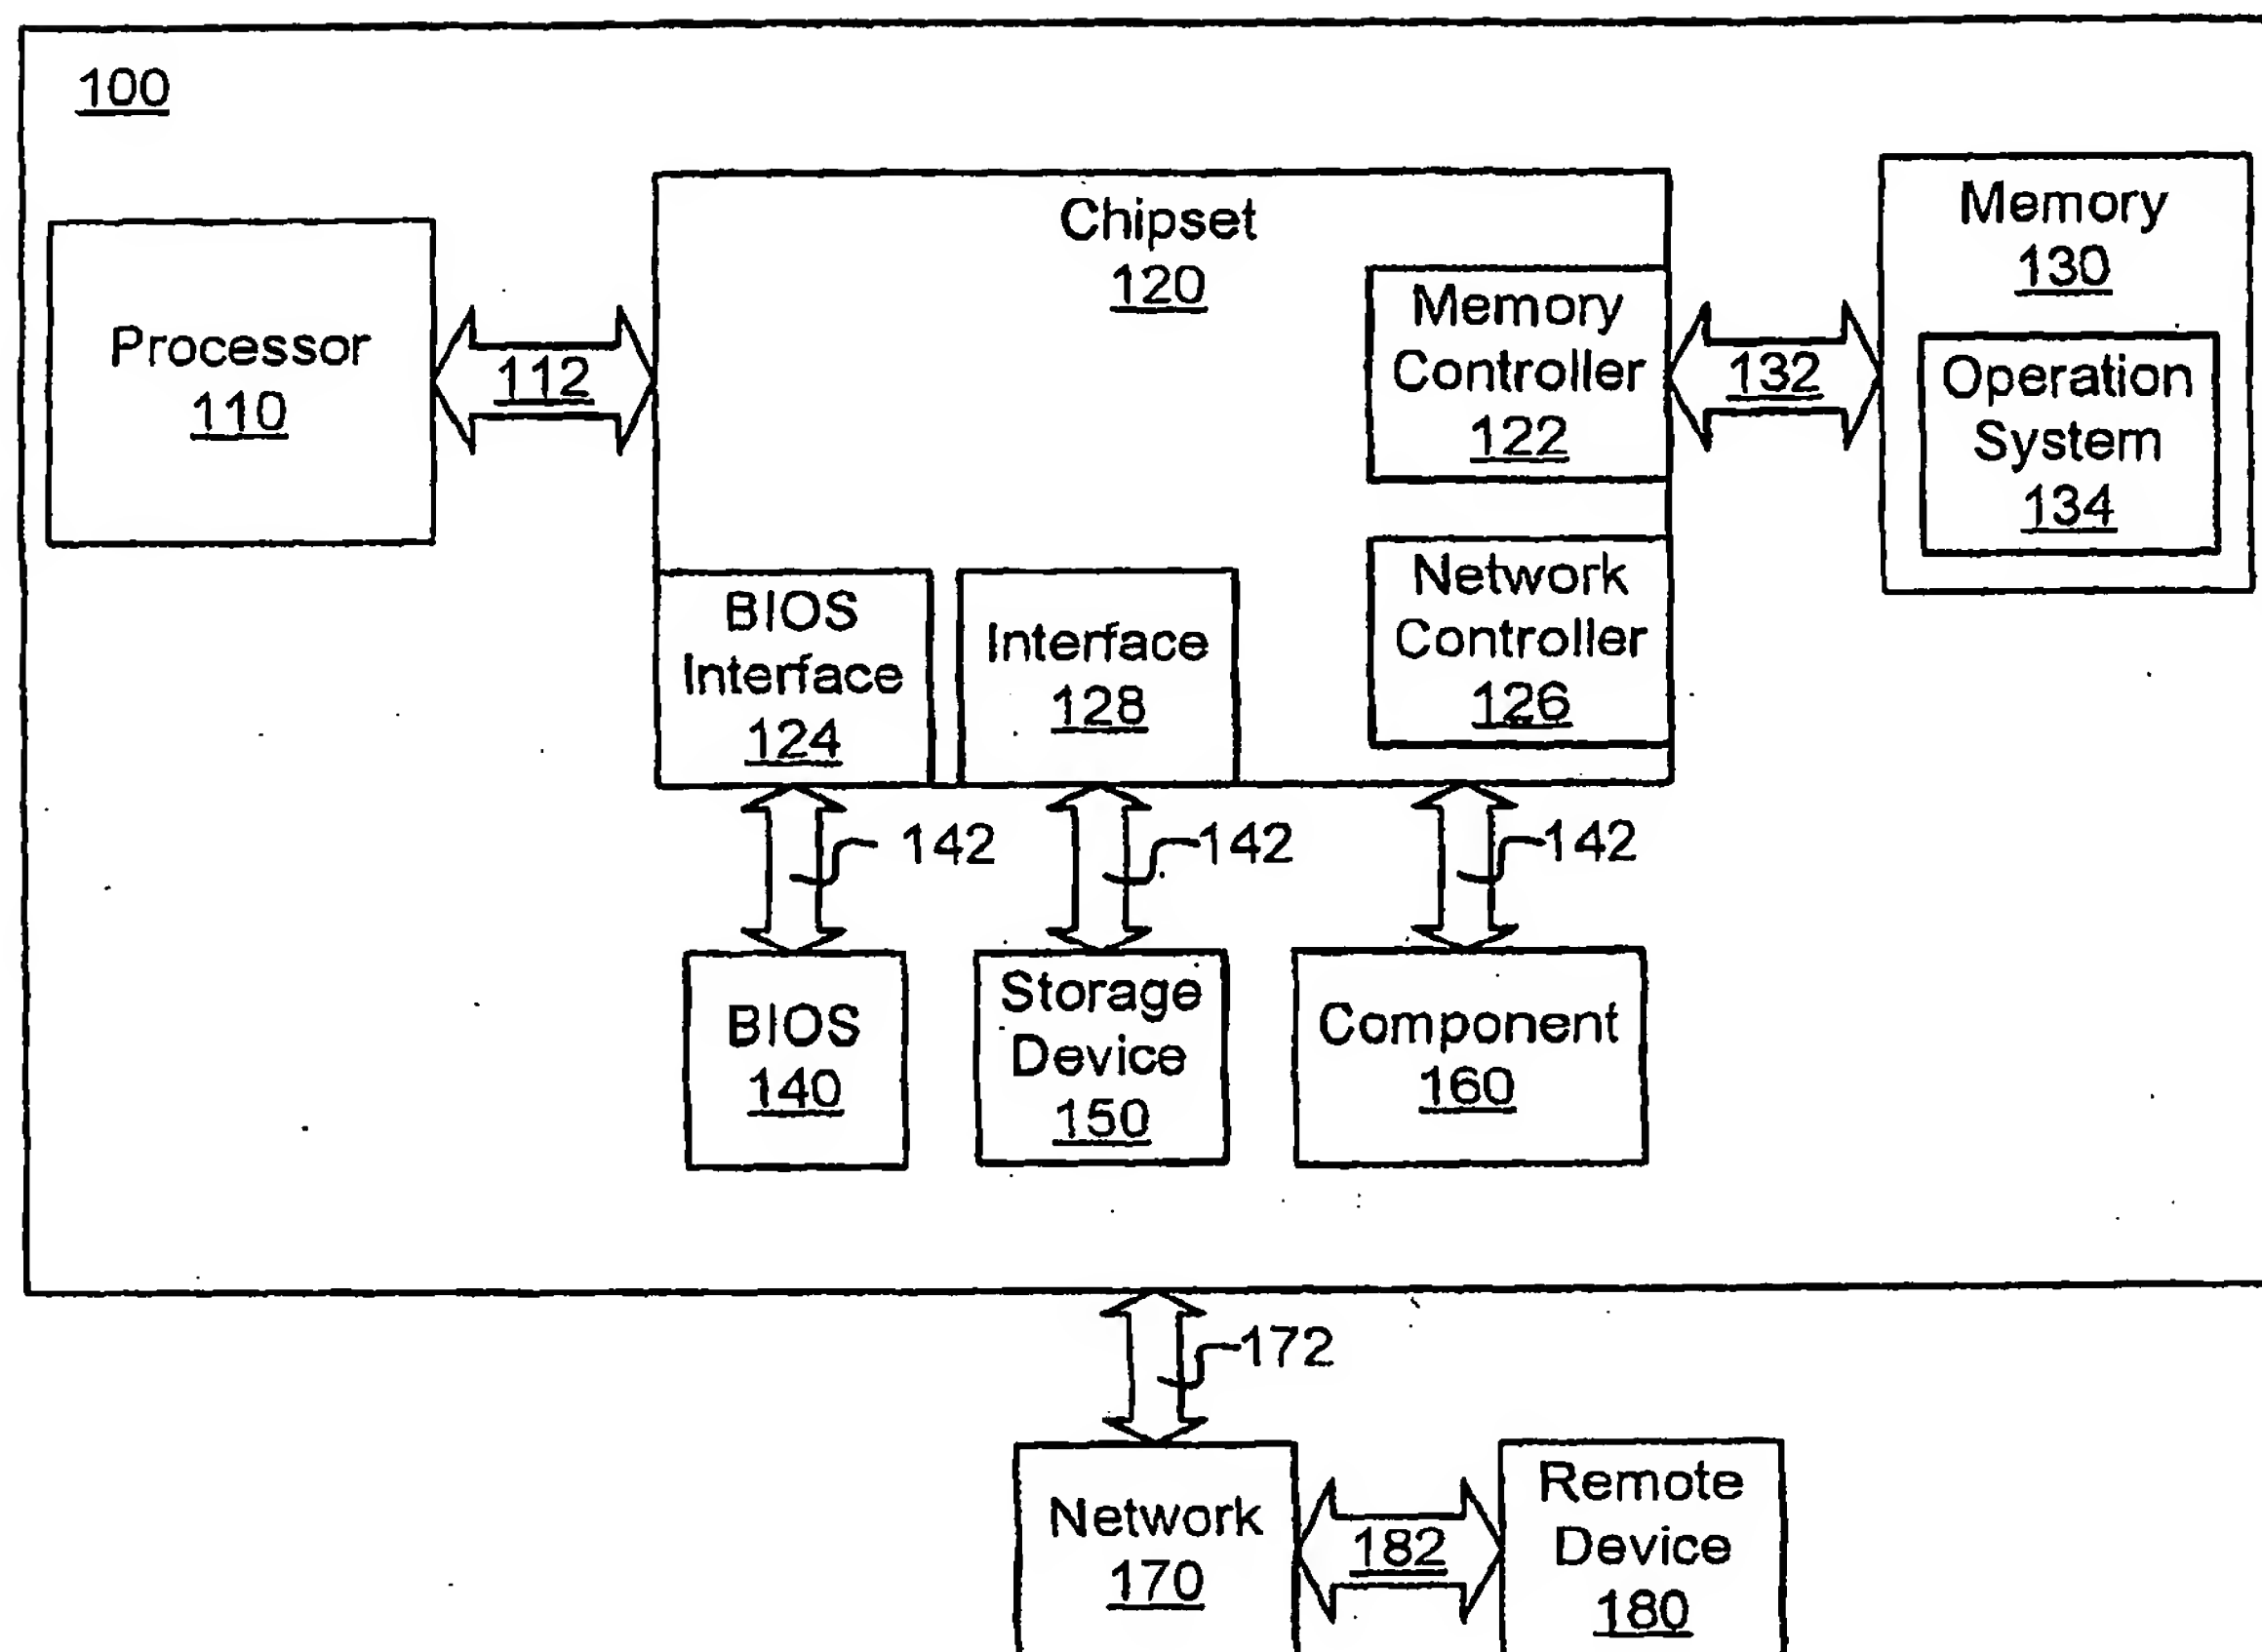 100
Processor
110
112
Chipset
120
Memory
Controller
122
132
Memory
130
Operation
System
134
BIOS
Interface
124
Interface
128
Network
Controller
126
142
142
142
BIOS
140
Storage
Device
150
Component
160
172
Network
170
182
Remote
Device
180